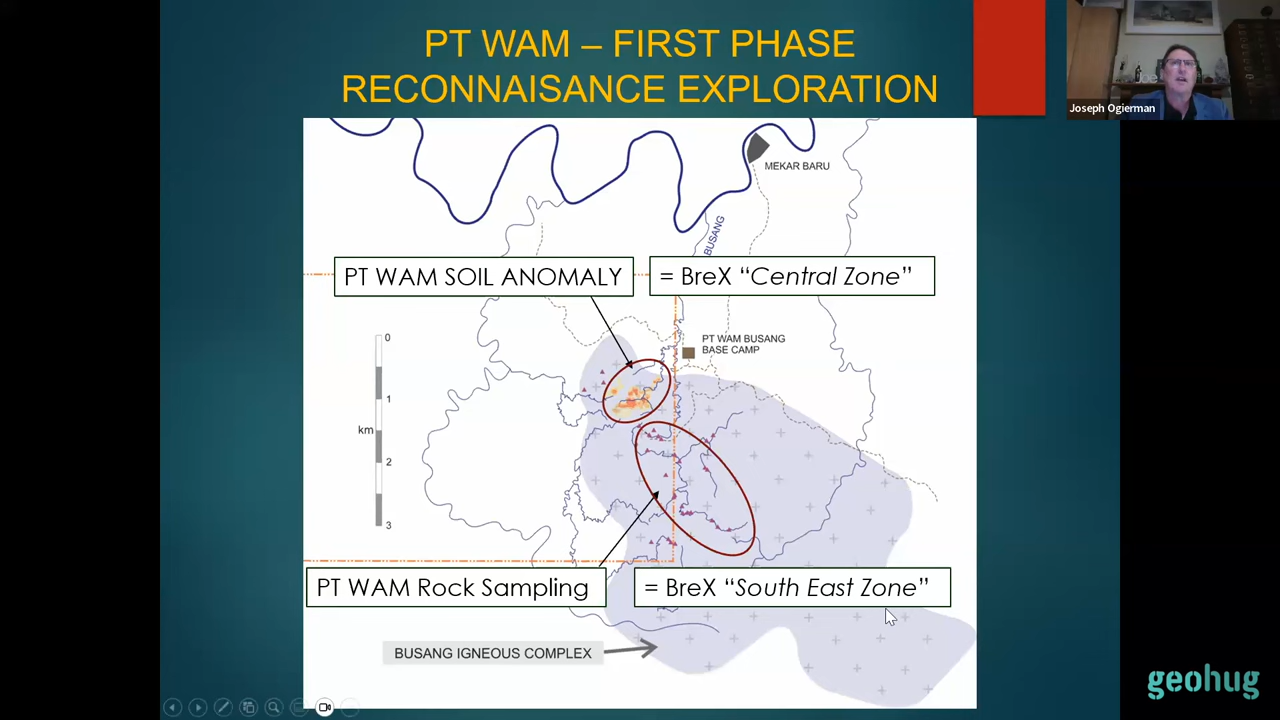 PT WAM – FIRST PHASE
RECONNAISANCE EXPLORATION
Joseph Ogierman
MEKAR BARU
BUSANG
PT WAM SOIL ANOMALY
= BreX “Central Zone”
0
1
km
2
3
PT WAM BUSANG
BASE CAMP
PT WAM Rock Sampling
= BreX “South East Zone”
BUSANG IGNEOUS COMPLEX
geohug